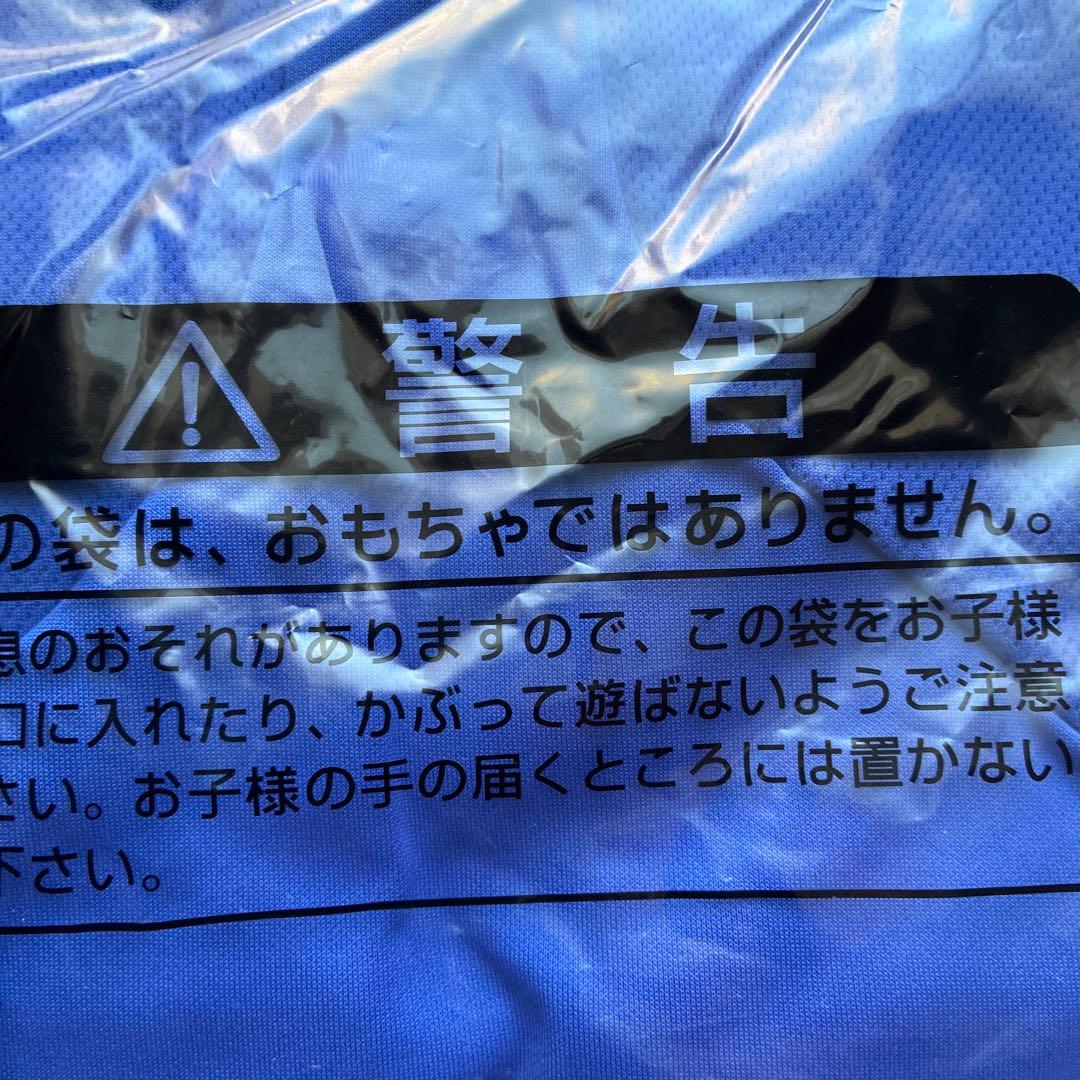 ⚠ 警告
の袋は、おもちゃではありません。
息のおそれがありますので、この袋をお子様
口に入れたり、かぶって遊ばないようご注意
さい。お子様の手の届くところには置かない
下さい。